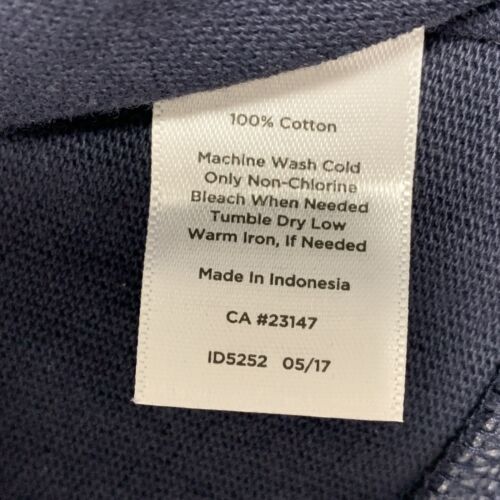 100% Cotton
Machine Wash Cold
Only Non-Chlorine
Bleach When Needed
Tumble Dry Low
Warm Iron, If Needed
Made In Indonesia
CA #23147
ID5252 05/17